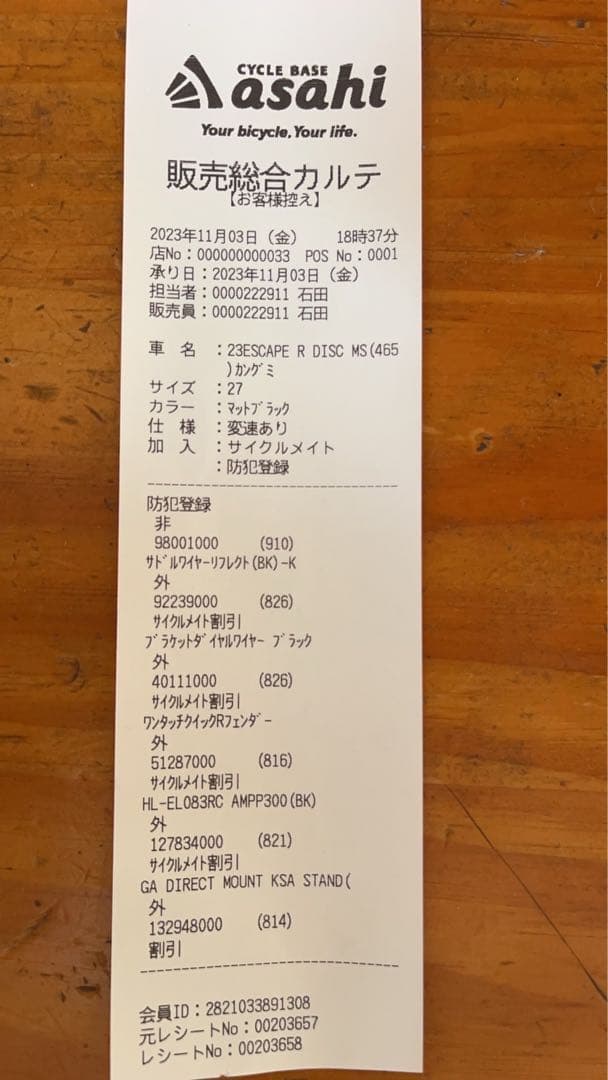 CYCLE BASE
asahi
Your bicycle, Your life.
販売総合カルテ
【お客様控え】
2023年11月03日（金） 18時37分
店No：000000000033 POS No：0001
承り日：2023年11月03日（金）
担当者：0000222911 石田
販売員：0000222911 石田
車 名 ：23ESCAPE R DISC MS(465
)ｶﾝｸﾞﾐ
サイズ ：27
カラー ：ﾏｯﾄﾌﾞﾗｯｸ
仕 様 ：変速あり
加 入 ：サイクルメイト
：防犯登録
防犯登録
非
98001000 (910)
ｻﾄﾞﾙﾜｲﾔｰﾘﾌﾚｸﾄ(BK)-K
外
92239000 (826)
ｻｲｸﾙﾒｲﾄ割引
ﾌﾞﾗｹｯﾄﾀﾞｲﾔﾙﾜｲﾔｰ ﾌﾞﾗｯｸ
外
40111000 (826)
ｻｲｸﾙﾒｲﾄ割引
ﾜﾝﾀｯﾁｸｲｯｸRﾌｪﾝﾀﾞｰ
外
51287000 (816)
ｻｲｸﾙﾒｲﾄ割引
HL-EL083RC AMPP300(BK)
外
127834000 (821)
ｻｲｸﾙﾒｲﾄ割引
GA DIRECT MOUNT KSA STAND(
外
132948000 (814)
割引
会員ID：2821033891308
元レシートNo：00203657
レシートNo：00203658